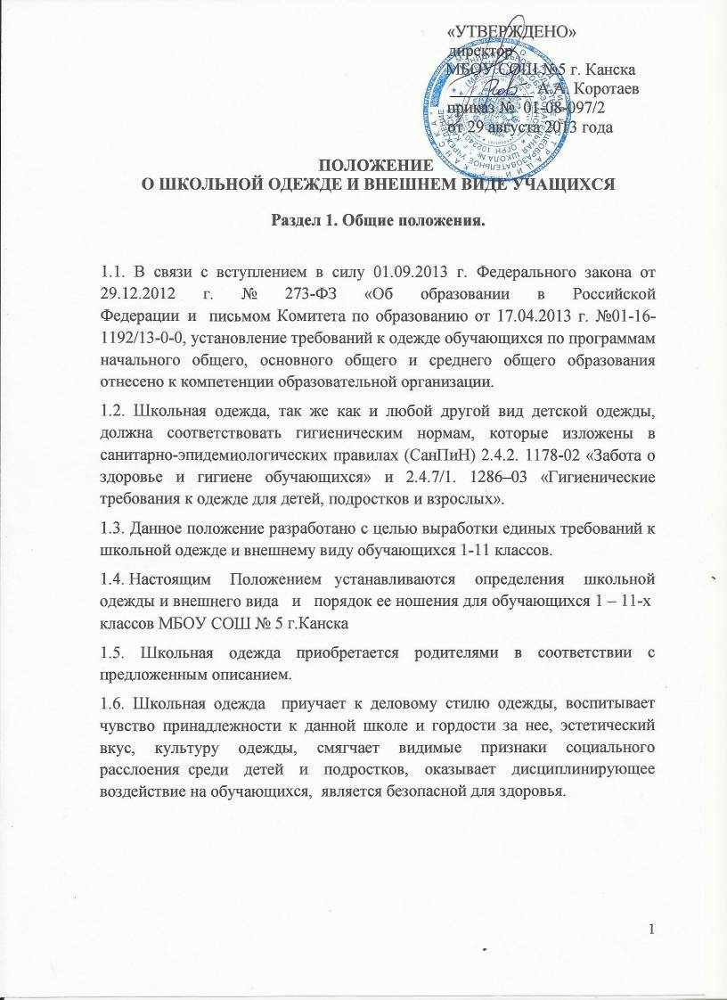 «УТВЕРЖДЕНО»
директор
МБОУ СОШ №5 г. Канска
А.А. Коротаев
приказ № 01-08-097/2
от 29 августа 2013 года
ПОЛОЖЕНИЕ
О ШКОЛЬНОЙ ОДЕЖДЕ И ВНЕШНЕМ ВИДЕ УЧАЩИХСЯ
Раздел 1. Общие положения.
1.1. В связи с вступлением в силу 01.09.2013 г. Федерального закона от
29.12.2012 г. № 273-ФЗ «Об образовании в Российской
Федерации и письмом Комитета по образованию от 17.04.2013 г. №01-16-
1192/13-0-0, установление требований к одежде обучающихся по программам
начального общего, основного общего и среднего общего образования
отнесено к компетенции образовательной организации.
1.2. Школьная одежда, так же как и любой другой вид детской одежды,
должна соответствовать гигиеническим нормам, которые изложены в
санитарно-эпидемиологических правилах (СанПиН) 2.4.2. 1178-02 «Забота о
здоровье и гигиене обучающихся» и 2.4.7/1. 1286–03 «Гигиенические
требования к одежде для детей, подростков и взрослых».
1.3. Данное положение разработано с целью выработки единых требований к
школьной одежде и внешнему виду обучающихся 1-11 классов.
1.4. Настоящим Положением устанавливаются определения школьной
одежды и внешнего вида и порядок ее ношения для обучающихся 1 – 11-х
классов МБОУ СОШ № 5 г.Канска
1.5. Школьная одежда приобретается родителями в соответствии с
предложенным описанием.
1.6. Школьная одежда приучает к деловому стилю одежды, воспитывает
чувство принадлежности к данной школе и гордости за нее, эстетический
вкус, культуру одежды, смягчает видимые признаки социального
расслоения среди детей и подростков, оказывает дисциплинирующее
воздействие на обучающихся, является безопасной для здоровья.
1